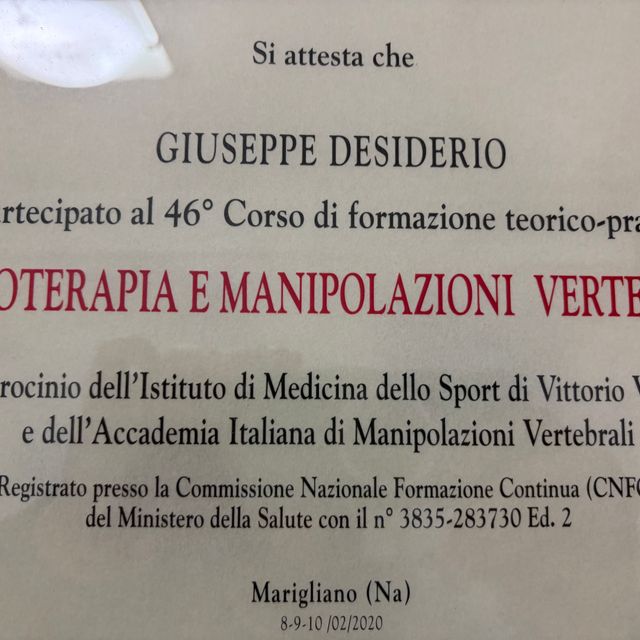 Si attesta che
GIUSEPPE DESIDERIO
artecipato al 46° Corso di formazione teorico-pra
OTERAPIA E MANIPOLAZIONI VERTE
rocinio dell'Istituto di Medicina dello Sport di Vittorio V
e dell'Accademia Italiana di Manipolazioni Vertebrali
Registrato presso la Commissione Nazionale Formazione Continua (CNFC
del Ministero della Salute con il n° 3835-283730 Ed. 2
Marigliano (Na)
8-9-10 /02/2020